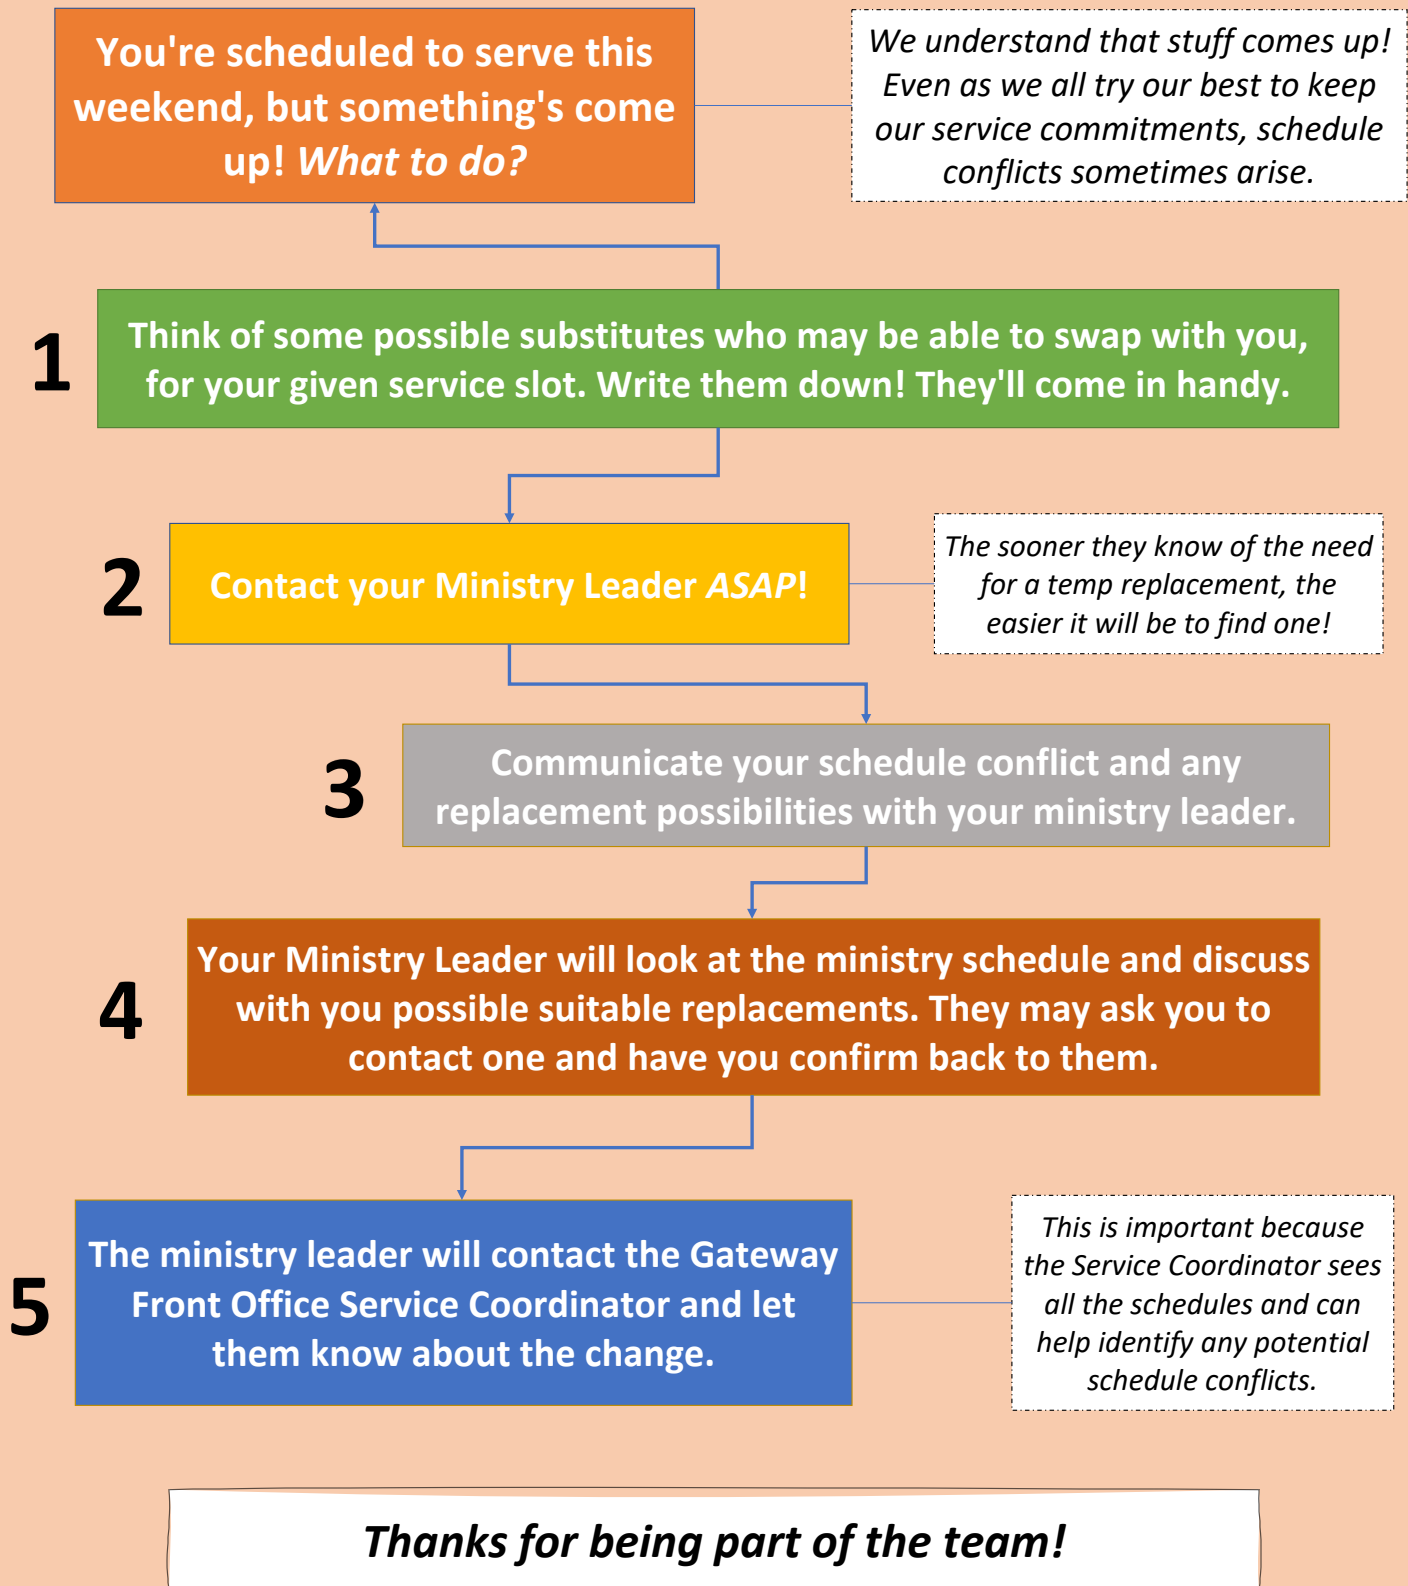 You're scheduled to serve this
weekend, but something's come
up! What to do?
We understand that stuff comes up!
Even as we all try our best to keep
our service commitments, schedule
conflicts sometimes arise.
1
Think of some possible substitutes who may be able to swap with you,
for your given service slot. Write them down! They'll come in handy.
2
Contact your Ministry Leader ASAP!
The sooner they know of the need
for a temp replacement, the
easier it will be to find one!
3
Communicate your schedule conflict and any
replacement possibilities with your ministry leader.
4
Your Ministry Leader will look at the ministry schedule and discuss
with you possible suitable replacements. They may ask you to
contact one and have you confirm back to them.
5
The ministry leader will contact the Gateway
Front Office Service Coordinator and let
them know about the change.
This is important because
the Service Coordinator sees
all the schedules and can
help identify any potential
schedule conflicts.
Thanks for being part of the team!